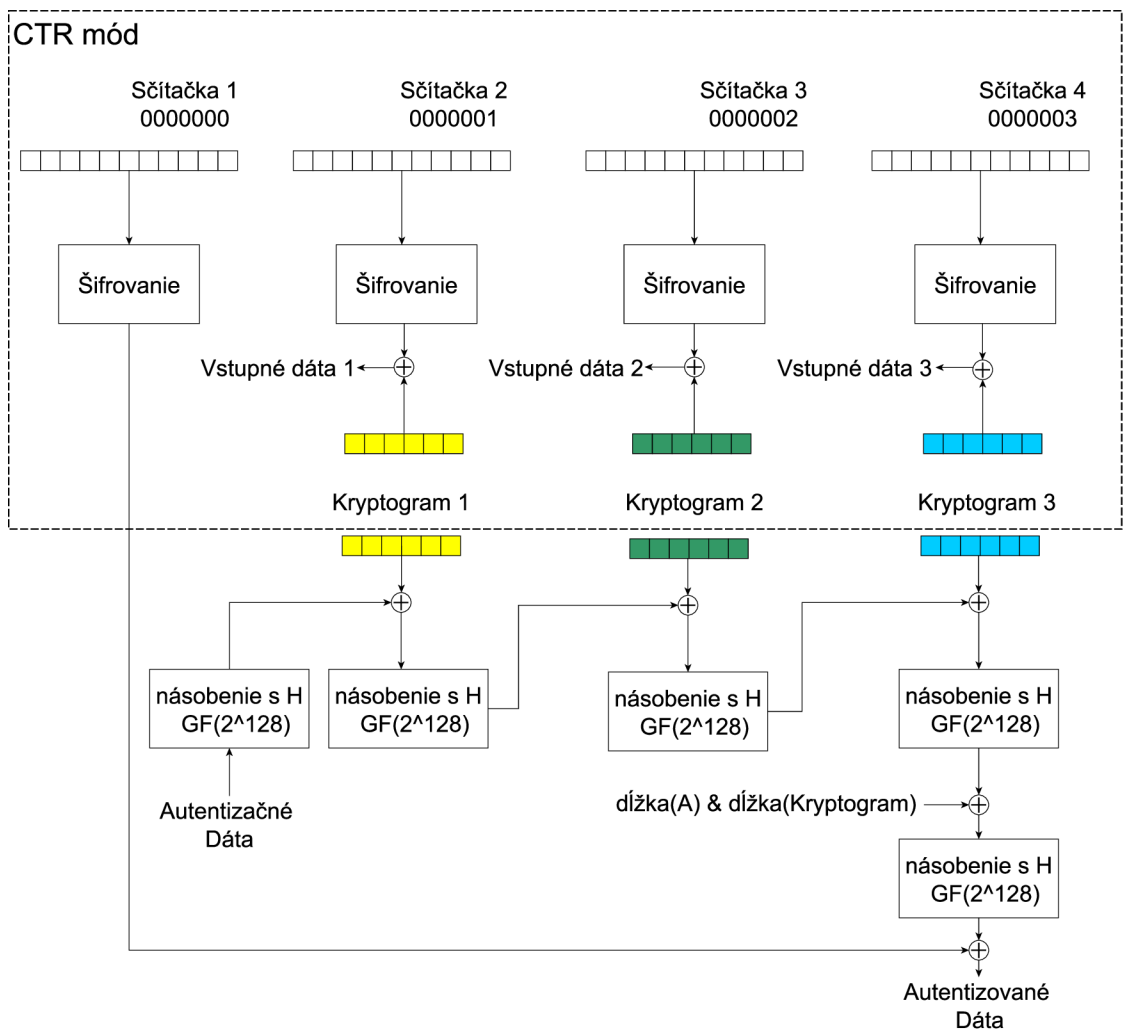 CTR mód
Sčítačka 1
0000000
Sčítačka 2
0000001
Sčítačka 3
0000002
Sčítačka 4
0000003
Šifrovanie
Šifrovanie
Šifrovanie
Šifrovanie
Vstupné dáta 1
Vstupné dáta 2
Vstupné dáta 3
Kryptogram 1
Kryptogram 2
Kryptogram 3
násobenie s H
GF(2^128)
násobenie s H
GF(2^128)
násobenie s H
GF(2^128)
násobenie s H
GF(2^128)
Autentizačné
Dáta
dĺžka(A) & dĺžka(Kryptogram)
násobenie s H
GF(2^128)
Autentizované
Dáta